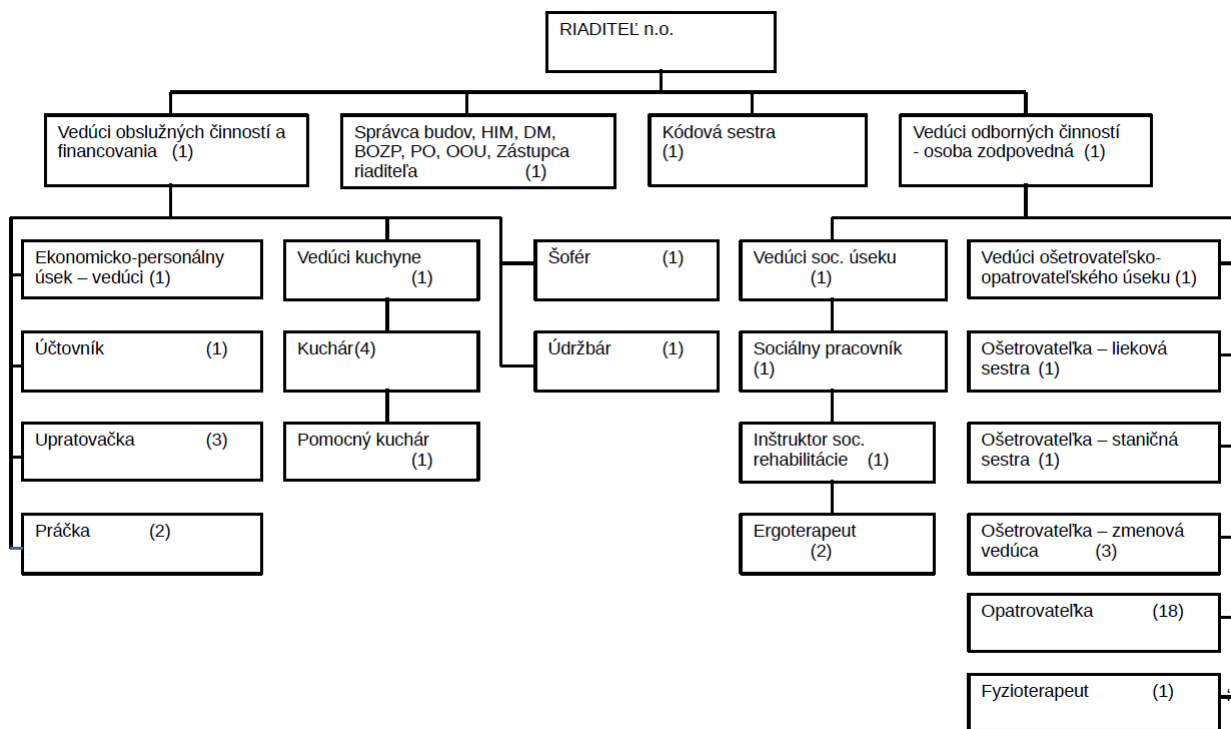 RIADITEĽ n.o.
Vedúci obslužných činností a
financovania (1)
Správca budov, HIM, DM,
BOZP, PO, OOU, Zástupca
riaditeľa (1)
Kódová sestra
(1)
Vedúci odborných činností
- osoba zodpovedná (1)
Ekonomicko-personálny
úsek – vedúci (1)
Účtovník (1)
Upratovačka (3)
Práčka (2)
Vedúci kuchyne
(1)
Kuchár(4)
Pomocný kuchár
(1)
Šofér (1)
Údržbár (1)
Vedúci soc. úseku
(1)
Sociálny pracovník
(1)
Inštruktor soc.
rehabilitácie (1)
Ergoterapeut
(2)
Vedúci ošetrovateľsko-
opatrovateľského úseku (1)
Ošetrovateľka – lieková
sestra (1)
Ošetrovateľka – staničná
sestra (1)
Ošetrovateľka – zmenová
vedúca (3)
Opatrovateľka (18)
Fyzioterapeut (1)